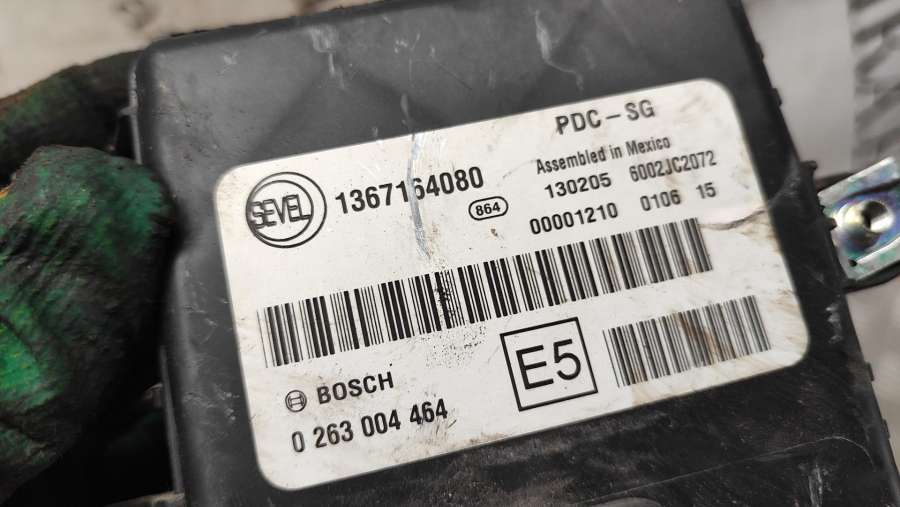 PDC-SG
SEVEL
1367164080
864
Assembled in Mexico
130205 6002JC2072
00001210 0106 15
BOSCH
0 263 004 464
E5